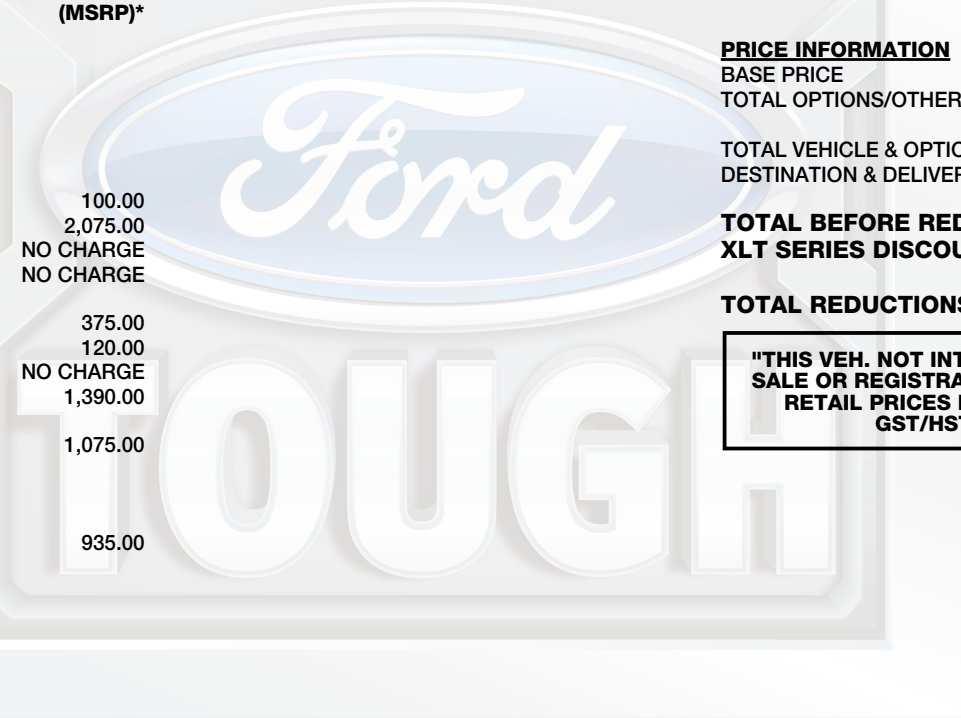 (MSRP)*
100.00
2,075.00
NO CHARGE
NO CHARGE
375.00
120.00
NO CHARGE
1,390.00
1,075.00
935.00
PRICE INFORMATION
BASE PRICE
TOTAL OPTIONS/OTHER
TOTAL VEHICLE & OPTIO
DESTINATION & DELIVER
TOTAL BEFORE RED
XLT SERIES DISCOU
TOTAL REDUCTIONS
"THIS VEH. NOT INT
SALE OR REGISTRA
RETAIL PRICES
GST/HST
Ford
TOUGH